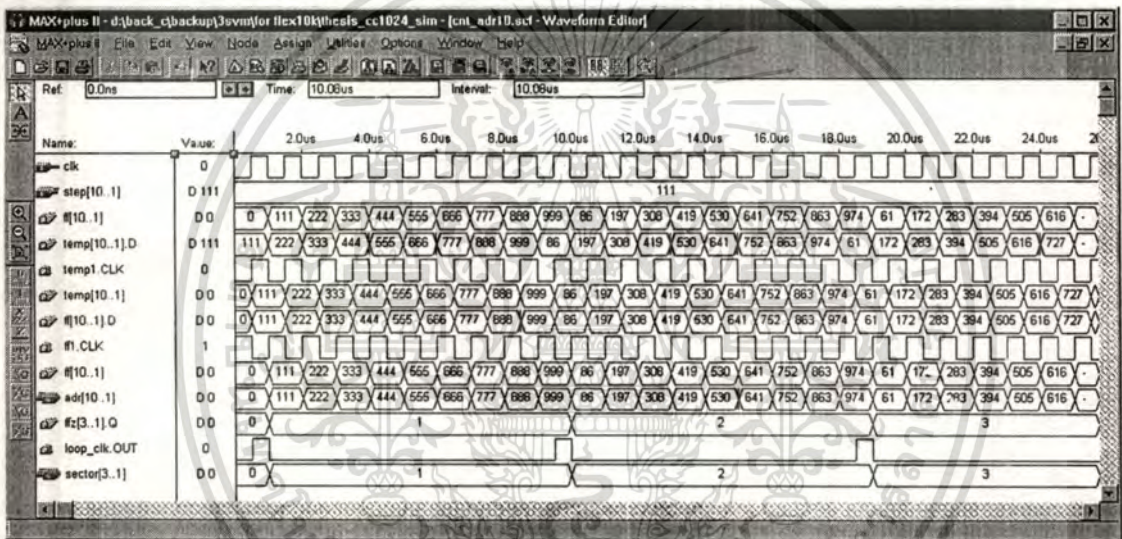 MAX+plus II - d:\back_c\backup\3svm\for flex10k\thesis_cc1024_sim - [cnt_adr10.scf - Waveform Editor]
MAX+plus II File Edit View Node Assign Utilities Options Window Help
Ref: 0.0ns Time: 10.08us Interval: 10.08us
Name: Value: 2.0us 4.0us 6.0us 8.0us 10.0us 12.0us 14.0us 16.0us 18.0us 20.0us 22.0us 24.0us
clk 0
step[10..1] D 111 111
ff[10..1] D 0 0 111 222 333 444 555 666 777 888 999 86 197 308 419 530 641 752 863 974 61 172 283 394 505 616
temp[10..1].D D 111 111 222 333 444 555 666 777 888 999 86 197 308 419 530 641 752 863 974 61 172 283 394 505 616 727
temp1.CLK 0
temp[10..1] D 0 0 111 222 333 444 555 666 777 888 999 86 197 308 419 530 641 752 863 974 61 172 283 394 505 616 727
ff[10..1].D D 0 0 111 222 333 444 555 666 777 888 999 86 197 308 419 530 641 752 863 974 61 172 283 394 505 616 727
ff1.CLK 1
ff[10..1] D 0 0 111 222 333 444 555 666 777 888 999 86 197 308 419 530 641 752 863 974 61 283 394 505 616
adr[10..1] D 0 0 111 222 333 444 555 666 777 888 999 86 197 308 419 530 641 752 863 974 61 172 283 394 505 616
ffz[3..1].Q D 0 0 1 2 3
loop_clk.OUT 0
sector[3..1] D 0 0 1 2 3